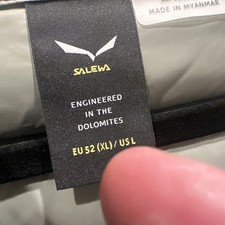 MADE IN MYANMAR
SALEWA
ENGINEERED
IN THE
DOLOMITES
EU 52 (XL) / US L